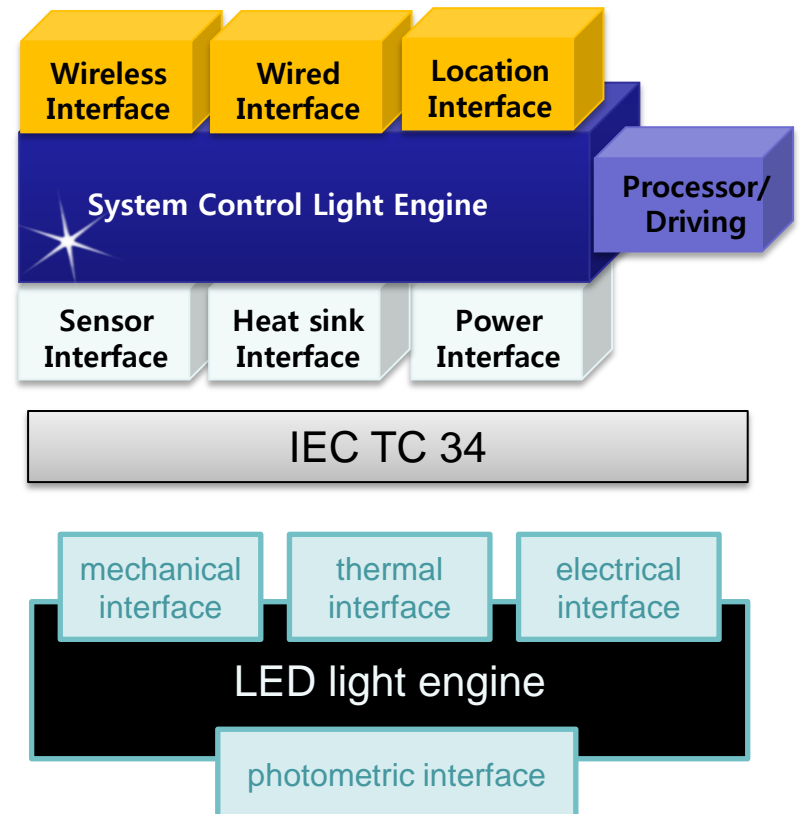 Wireless
Interface
Wired
Interface
Location
Interface
System Control Light Engine
Processor/
Driving
Sensor
Interface
Heat sink
Interface
Power
Interface
IEC TC 34
mechanical
interface
thermal
interface
electrical
interface
LED light engine
photometric interface